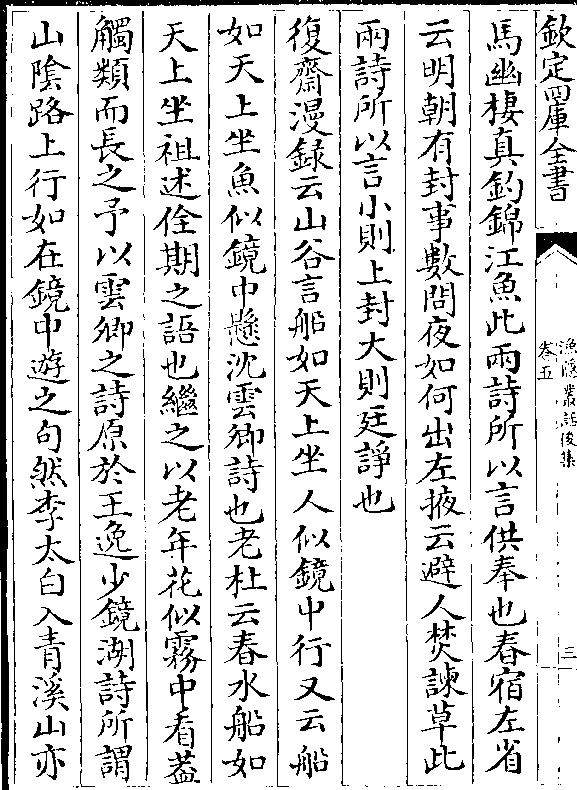 欽定四庫全書
漁隱叢話後集
卷五
三
馬幽棲真釣錦江魚此兩詩所以言供奉也春宿左省
云明朝有封事數問夜如何出左掖云避人焚諫草此
兩詩所以言小則上封大則廷諍也
復齋漫録云山谷言船如天上坐人似鏡中行又云船
如天上坐魚似鏡中懸沈雲卿詩也老杜云春水船如
天上坐祖述佺期之語也繼之以老年花似霧中看葢
觸類而長之予以雲卿之詩原於王逸少鏡湖詩所謂
山隂路上行如在鏡中遊之句然李太白入青溪山亦